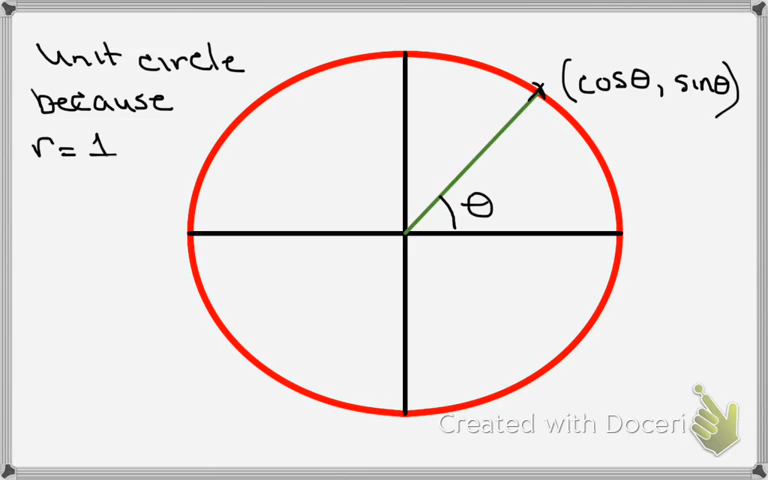 Unit circle
because
r = 1
(cosθ, sinθ)
θ
Created with Doceri